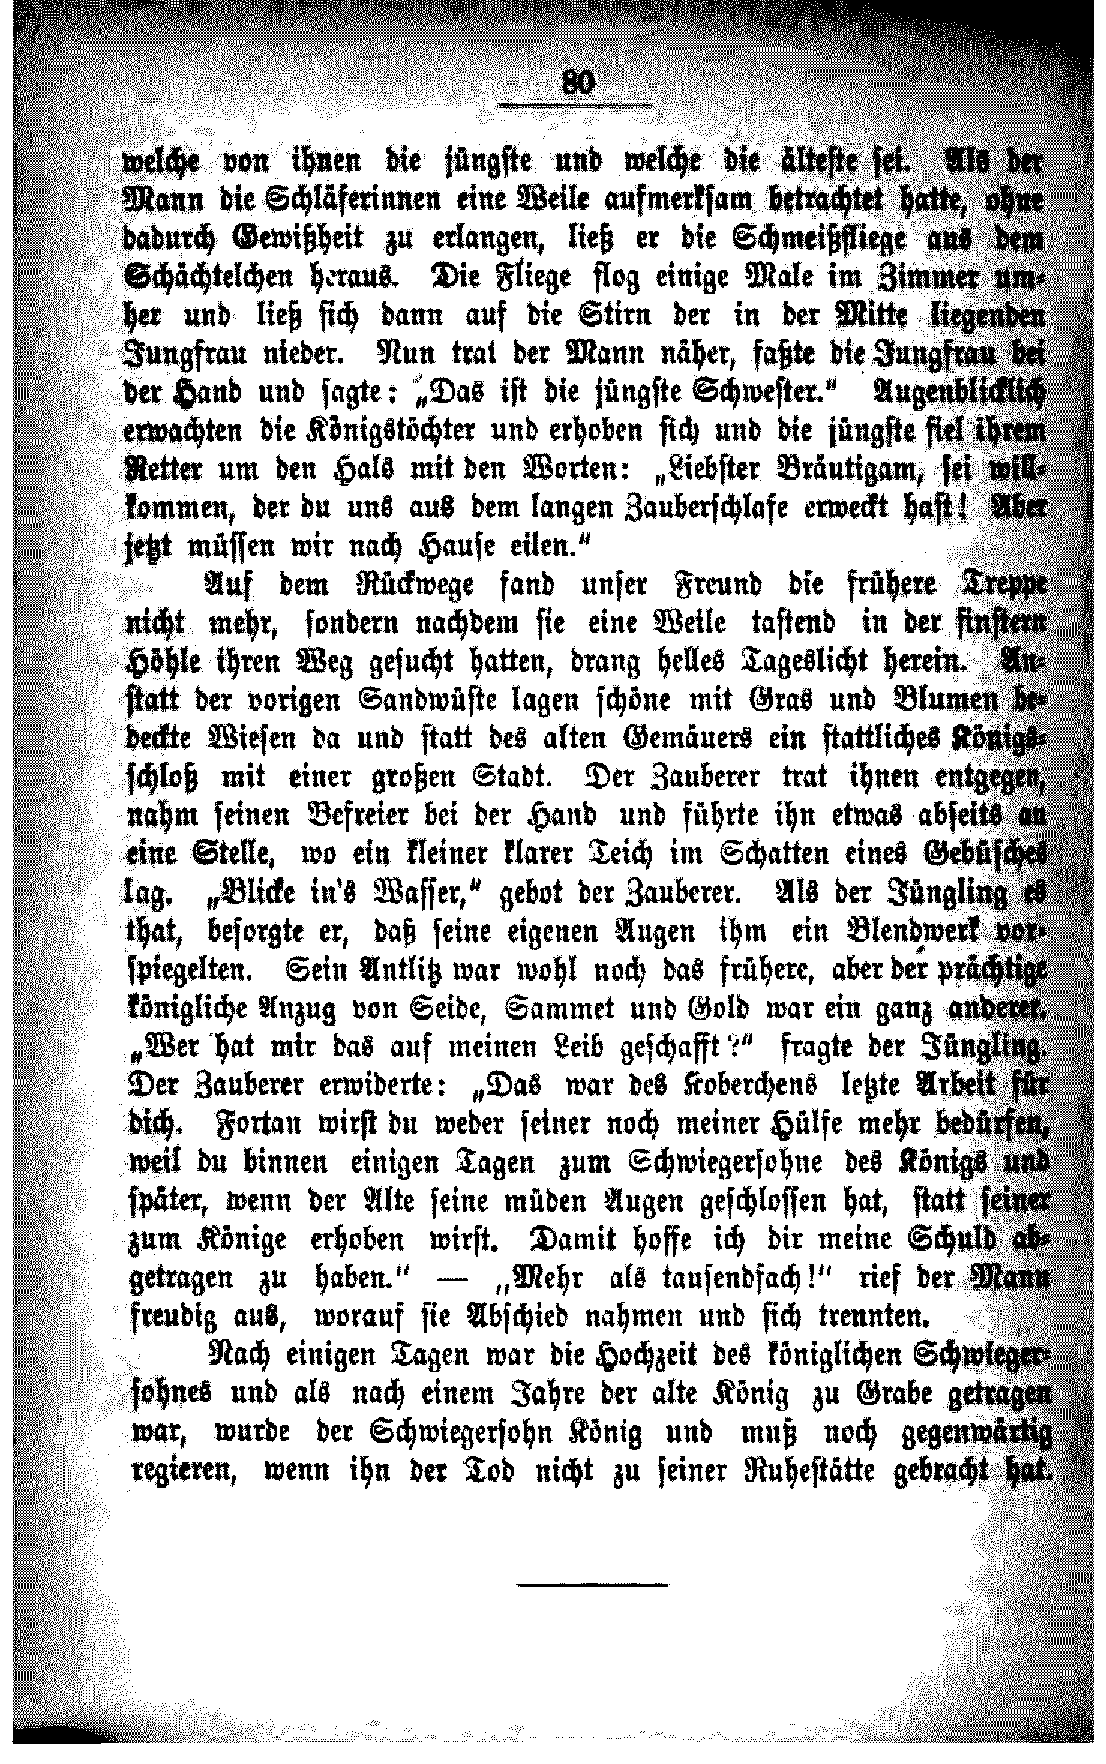 80
welche von ihnen die jüngste und welche die älteste sei. Als der
Mann die Schläferinnen eine Weile aufmerksam betrachtet hatte, ohne
dadurch Gewißheit zu erlangen, ließ er die Schmeißfliege aus dem
Schächtelchen heraus. Die Fliege flog einige Male im Zimmer um-
her und ließ sich dann auf die Stirn der in der Mitte liegenden
Jungfrau nieder. Nun trat der Mann näher, faßte die Jungfrau bei
der Hand und sagte: „Das ist die jüngste Schwester.“ Augenblicklich
erwachten die Königstöchter und erhoben sich und die jüngste fiel ihrem
Retter um den Hals mit den Worten: „Liebster Bräutigam, sei will-
kommen, der du uns aus dem langen Zauberschlafe erweckt hast! Aber
jetzt müssen wir nach Hause eilen.“
Auf dem Rückwege fand unser Freund die frühere Treppe
nicht mehr, sondern nachdem sie eine Weile tastend in der finstern
Höhle ihren Weg gesucht hatten, drang helles Tageslicht herein. An-
statt der vorigen Sandwüste lagen schöne mit Gras und Blumen be-
deckte Wiesen da und statt des alten Gemäuers ein stattliches Königs-
schloß mit einer großen Stadt. Der Zauberer trat ihnen entgegen,
nahm seinen Befreier bei der Hand und führte ihn etwas abseits an
eine Stelle, wo ein kleiner klarer Teich im Schatten eines Gebüsches
lag. „Blicke in's Wasser,“ gebot der Zauberer. Als der Jüngling es
that, besorgte er, daß seine eigenen Augen ihm ein Blendwerk vor-
spiegelten. Sein Antlitz war wohl noch das frühere, aber der prächtige
königliche Anzug von Seide, Sammet und Gold war ein ganz anderer.
„Wer hat mir das auf meinen Leib geschafft?“ fragte der Jüngling.
Der Zauberer erwiderte: „Das war des Koberchens letzte Arbeit für
dich. Fortan wirst du weder seiner noch meiner Hülfe mehr bedürfen,
weil du binnen einigen Tagen zum Schwiegersohne des Königs und
später, wenn der Alte seine müden Augen geschlossen hat, statt seiner
zum Könige erhoben wirst. Damit hoffe ich dir meine Schuld ab-
getragen zu haben.“ — „Mehr als tausendfach!“ rief der Mann
freudig aus, worauf sie Abschied nahmen und sich trennten.
Nach einigen Tagen war die Hochzeit des königlichen Schwieger-
sohnes und als nach einem Jahre der alte König zu Grabe getragen
war, wurde der Schwiegersohn König und muß noch gegenwärtig
regieren, wenn ihn der Tod nicht zu seiner Ruhestätte gebracht hat.